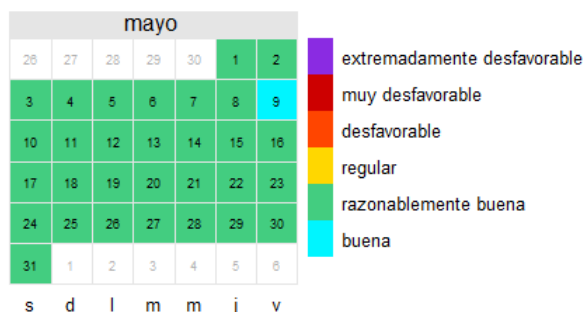 mayo
26 27 28 29 30 1 2
3 4 5 6 7 8 9
10 11 12 13 14 15 16
17 18 19 20 21 22 23
24 25 26 27 28 29 30
31 1 2 3 4 5 6
s d l m m j v
extremadamente desfavorable
muy desfavorable
desfavorable
regular
razonablemente buena
buena